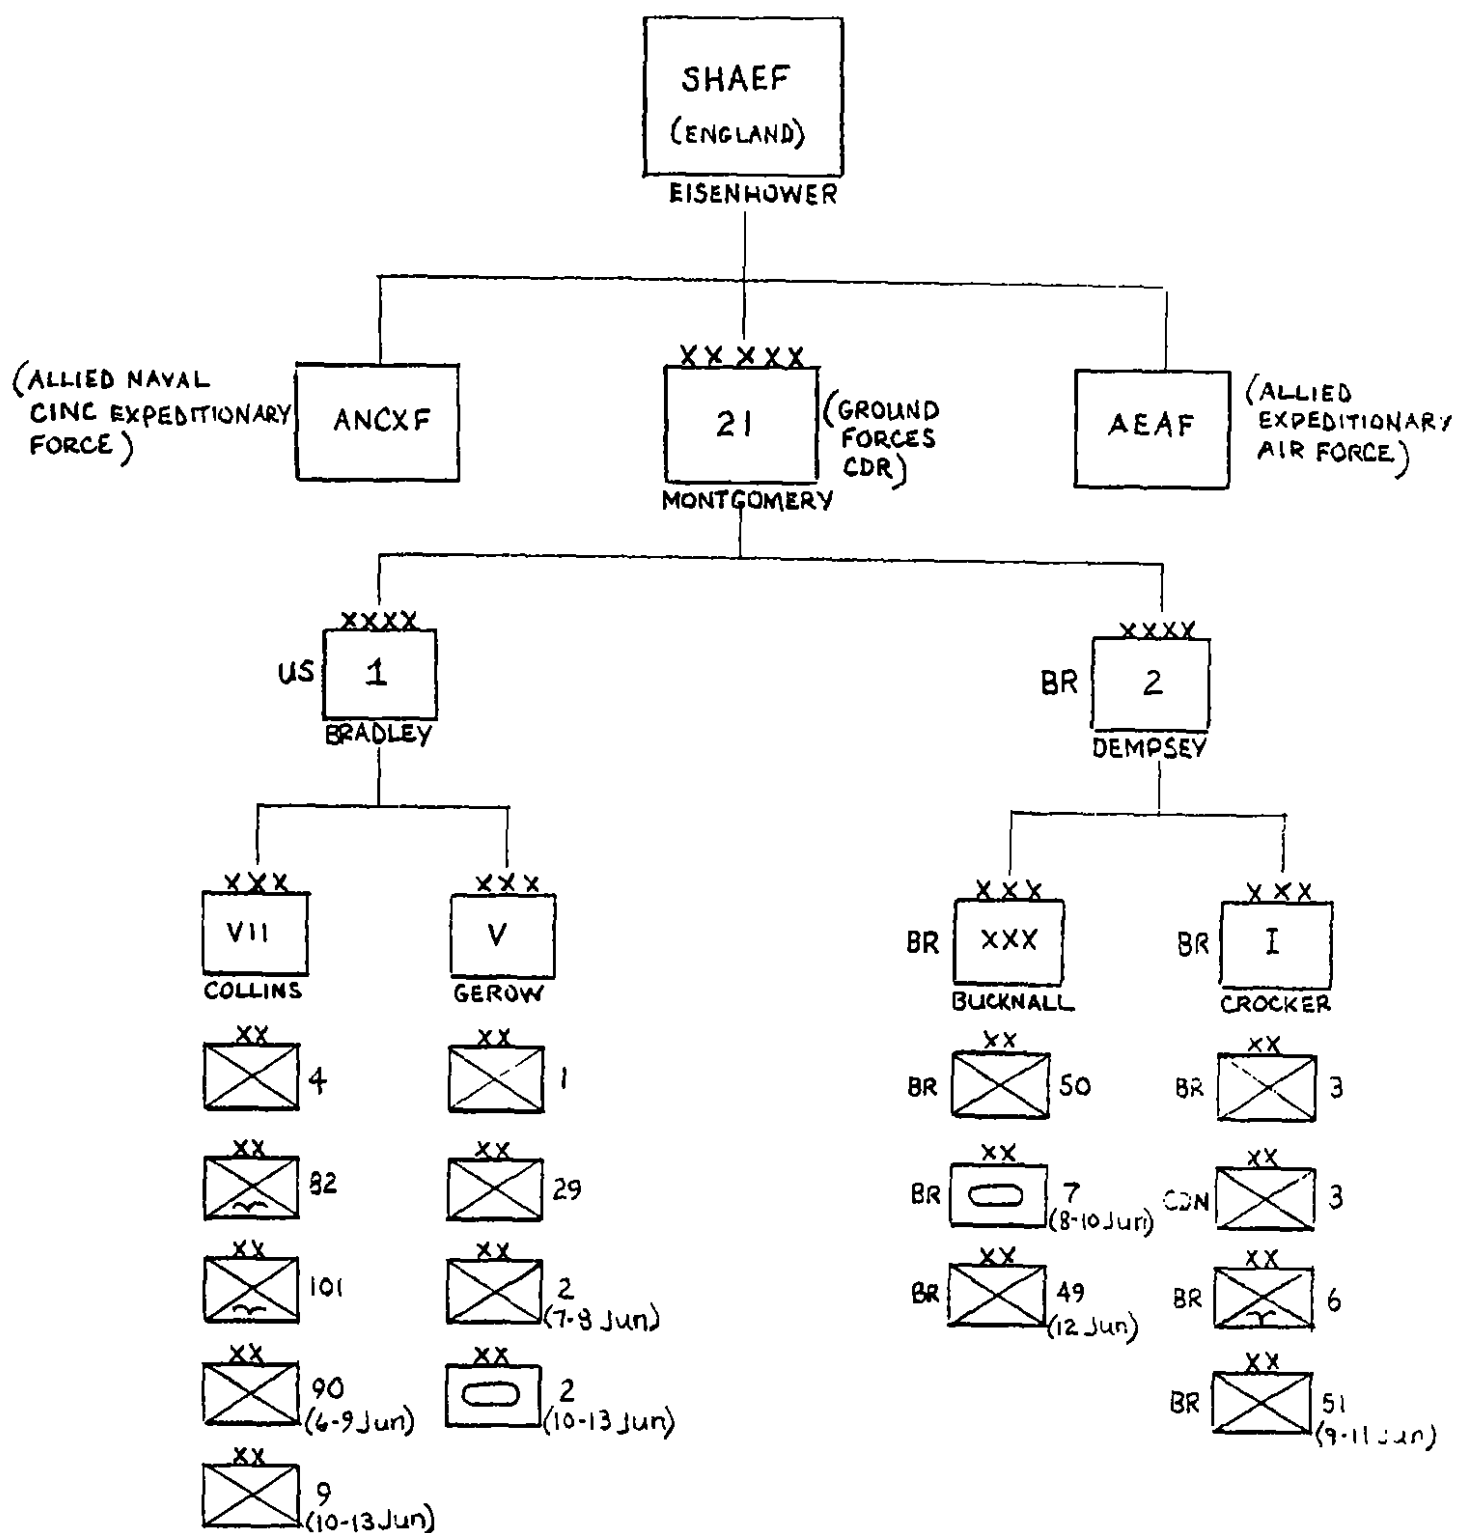 SHAEF
(ENGLAND)
EISENHOWER
(ALLIED NAVAL
CINC EXPEDITIONARY
FORCE)
ANCXF
XX XXX
21
(GROUND
FORCES
CDR)
MONTGOMERY
AEAF
(ALLIED
EXPEDITIONARY
AIR FORCE)
XXXX
US
1
BRADLEY
XXXX
BR
2
DEMPSEY
XXX
VII
COLLINS
XXX
V
GEROW
XXX
BR
XXX
BUCKNALL
XXX
BR
I
CROCKER
XX
4
XX
82
XX
101
XX
90
(6-9 Jun)
XX
9
(10-13 Jun)
XX
1
XX
29
XX
2
(7-8 Jun)
XX
2
(10-13 Jun)
XX
BR
50
XX
BR
7
(8-10 Jun)
XX
BR
49
(12 Jun)
XX
BR
3
XX
CDN
3
XX
BR
6
XX
BR
51
(9-11 Jun)